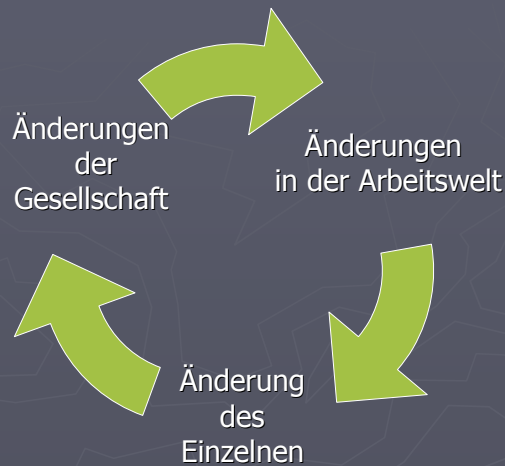 Änderungen
der
Gesellschaft
Änderungen
in der Arbeitswelt
Änderung
des
Einzelnen